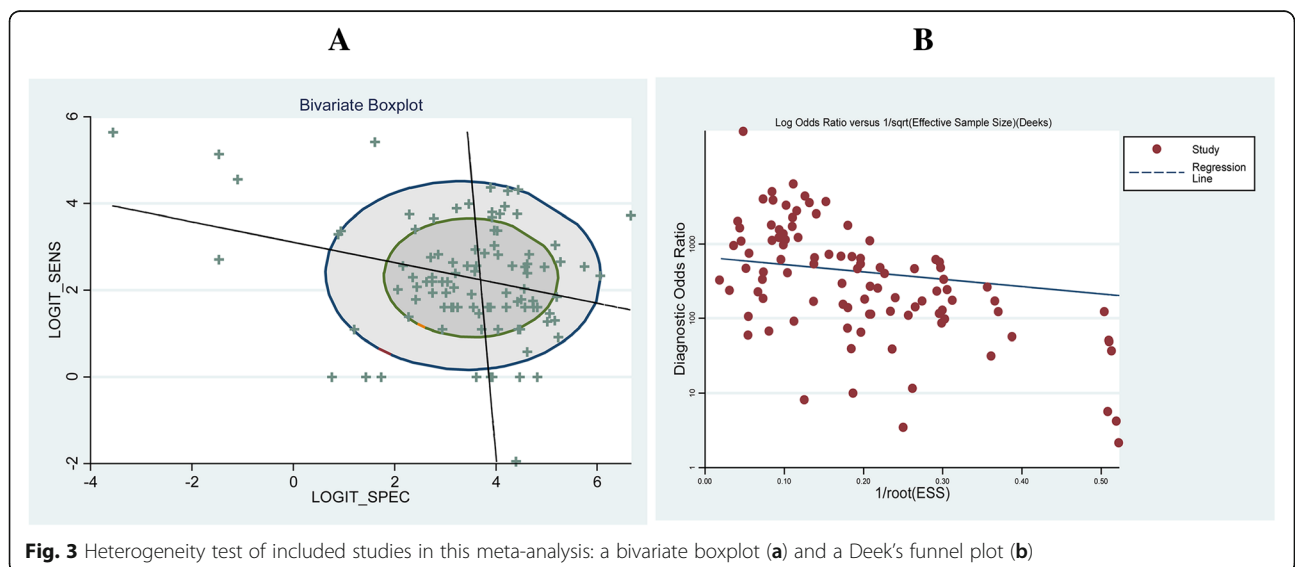 A
B
Bivariate Boxplot
6
4
2
0
-2
LOGIT_SENS
-4
-2
0
2
4
6
LOGIT_SPEC
Log Odds Ratio versus 1/sqrt(Effective Sample Size)(Deeks)
Study
Regression
Line
1000
100
10
1
Diagnostic Odds Ratio
0.00
0.10
0.20
0.30
0.40
0.50
1/root(ESS)
Fig. 3 Heterogeneity test of included studies in this meta-analysis: a bivariate boxplot (a) and a Deek's funnel plot (b)